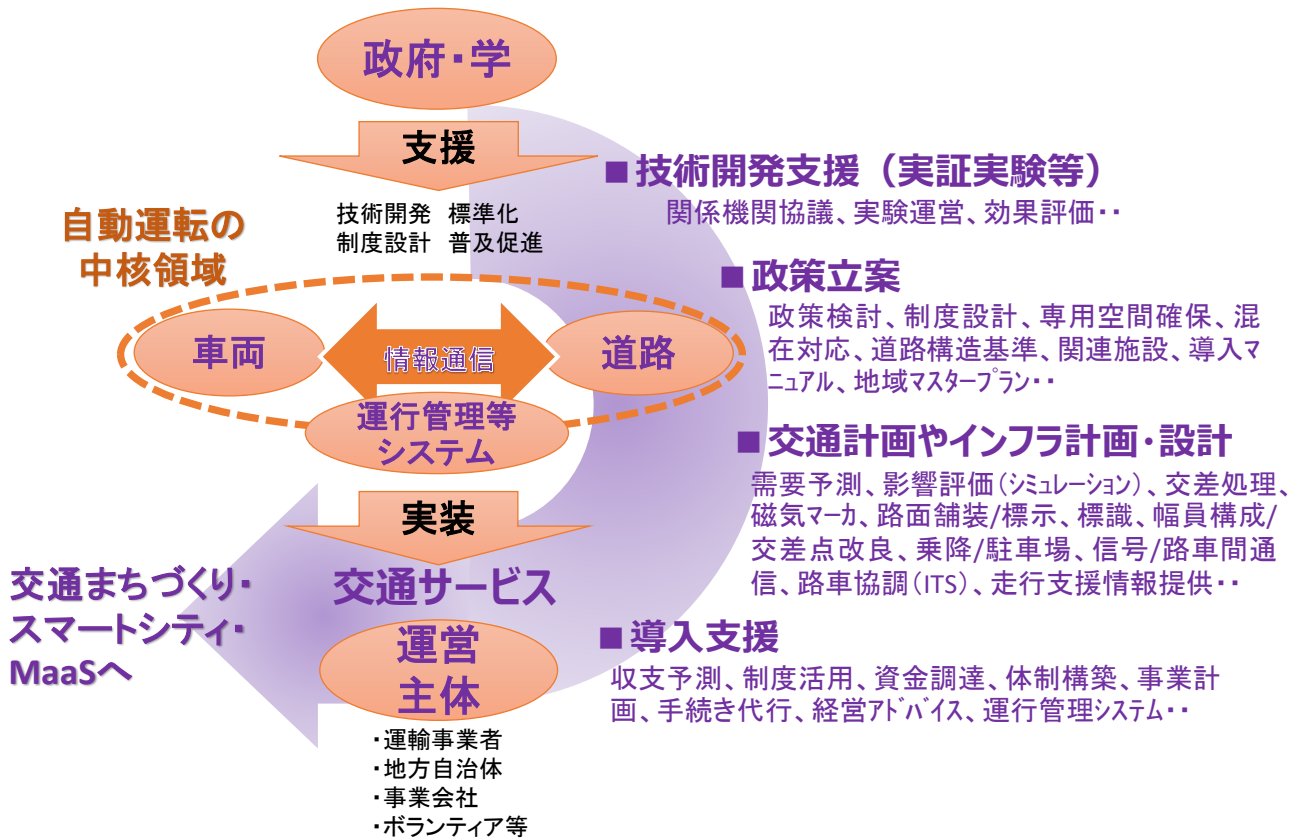 政府・学
支援
技術開発 標準化
制度設計 普及促進
自動運転の
中核領域
車両
情報通信
道路
運行管理等
システム
実装
交通サービス
運営
主体
・運輸事業者
・地方自治体
・事業会社
・ボランティア等
交通まちづくり・
スマートシティ・
MaaSへ
■技術開発支援（実証実験等）
関係機関協議、実験運営、効果評価・・
■政策立案
政策検討、制度設計、専用空間確保、混
在対応、道路構造基準、関連施設、導入マ
ニュアル、地域マスタープラン・・
■交通計画やインフラ計画・設計
需要予測、影響評価（シミュレーション）、交差処理、
磁気マーカ、路面舗装/標示、標識、幅員構成/
交差点改良、乗降/駐車場、信号/路車間通
信、路車協調（ITS）、走行支援情報提供・・
■導入支援
収支予測、制度活用、資金調達、体制構築、事業計
画、手続き代行、経営アドバイス、運行管理システム・・